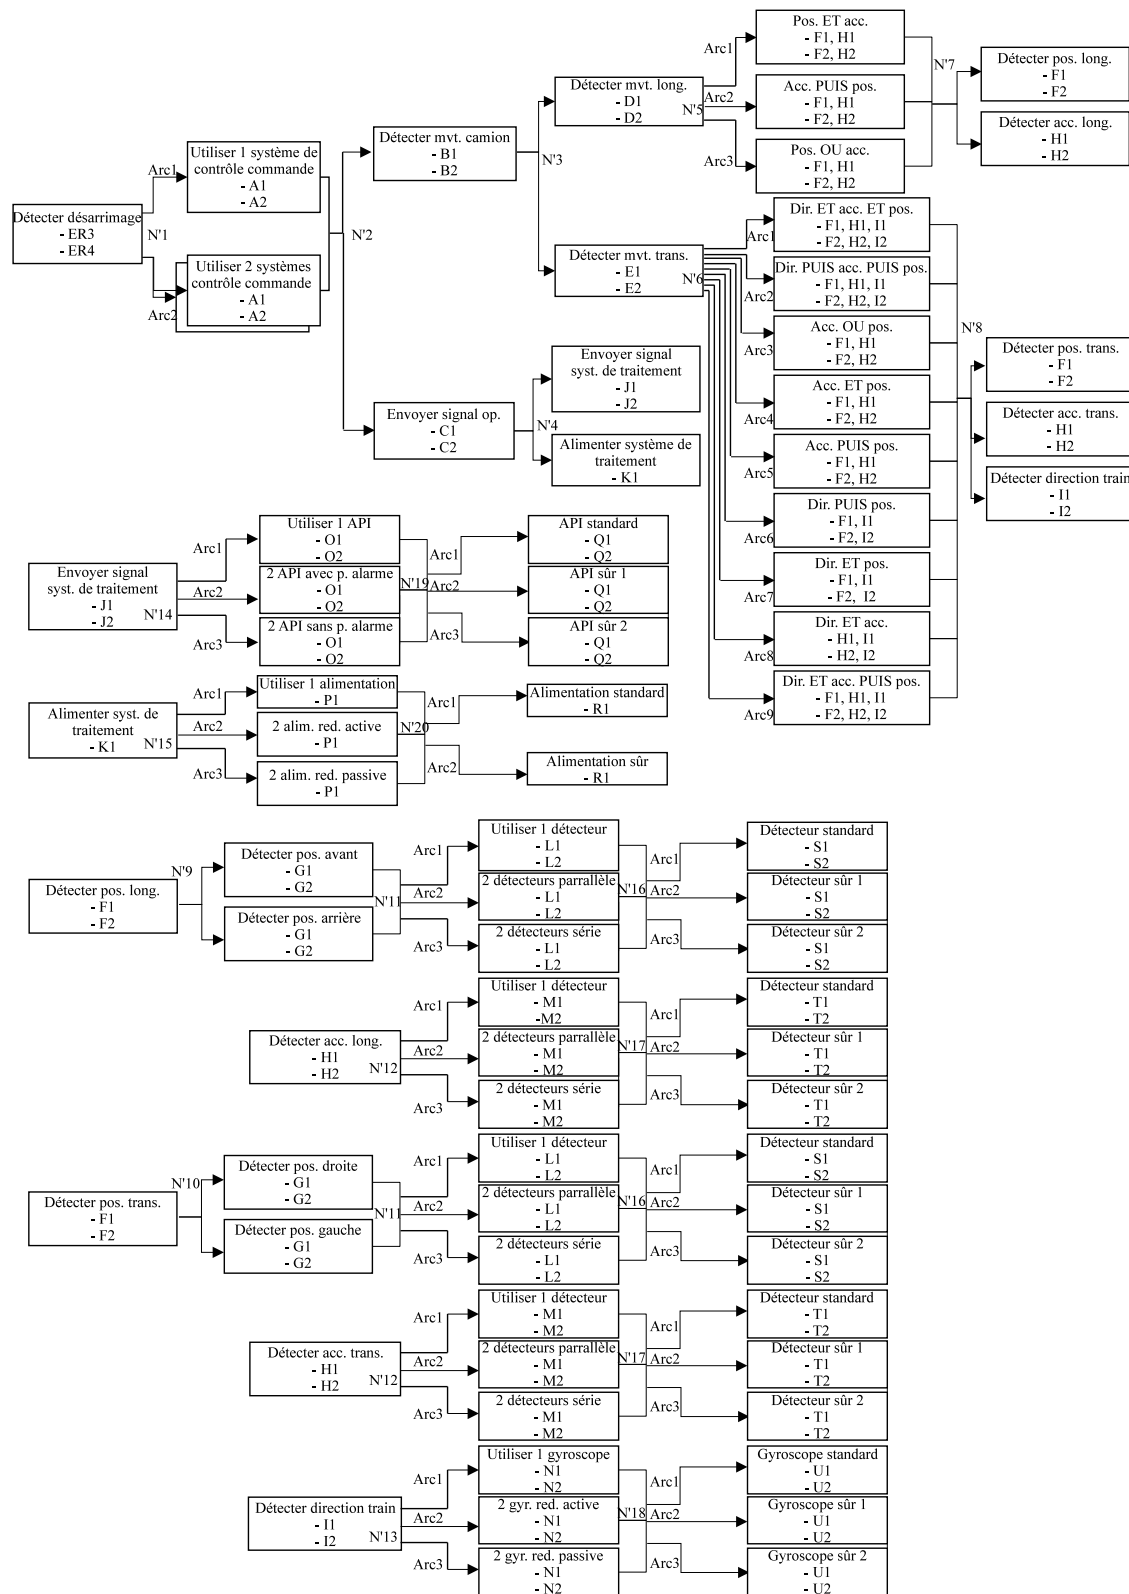 Détecter désarrimage
- ER3
- ER4
Arc1
N'1
Arc2
Utiliser 1 système de
contrôle commande
- A1
- A2
Utiliser 2 systèmes
contrôle commande
- A1
- A2
N'2
Détecter mvt. camion
- B1
- B2
N'3
Envoyer signal op.
- C1
- C2
N'4
Détecter mvt. long.
- D1
- D2
N'5
Arc1
Arc2
Arc3
Pos. ET acc.
- F1, H1
- F2, H2
Acc. PUIS pos.
- F1, H1
- F2, H2
Pos. OU acc.
- F1, H1
- F2, H2
N'7
Détecter pos. long.
- F1
- F2
Détecter acc. long.
- H1
- H2
Détecter mvt. trans.
- E1
- E2
N'6
Arc1
Arc2
Arc3
Arc4
Arc5
Arc6
Arc7
Arc8
Arc9
Dir. ET acc. ET pos.
- F1, H1, I1
- F2, H2, I2
Dir. PUIS acc. PUIS pos.
- F1, H1, I1
- F2, H2, I2
Acc. OU pos.
- F1, H1
- F2, H2
Acc. ET pos.
- F1, H1
- F2, H2
Acc. PUIS pos.
- F1, H1
- F2, H2
Dir. PUIS pos.
- F1, I1
- F2, I2
Dir. ET pos.
- F1, I1
- F2, I2
Dir. ET acc.
- H1, I1
- H2, I2
Dir. ET acc. PUIS pos.
- F1, H1, I1
- F2, H2, I2
N'8
Détecter pos. trans.
- F1
- F2
Détecter acc. trans.
- H1
- H2
Détecter direction train
- I1
- I2
Envoyer signal
syst. de traitement
- J1
- J2
Alimenter système de
traitement
- K1
Envoyer signal
syst. de traitement
- J1
- J2
N'14
Arc1
Arc2
Arc3
Utiliser 1 API
- O1
- O2
2 API avec p. alarme
- O1
- O2
2 API sans p. alarme
- O1
- O2
N'19
Arc1
Arc2
Arc3
API standard
- Q1
- Q2
API sûr 1
- Q1
- Q2
API sûr 2
- Q1
- Q2
Alimenter syst. de
traitement
- K1
N'15
Arc1
Arc2
Arc3
Utiliser 1 alimentation
- P1
2 alim. red. active
- P1
2 alim. red. passive
- P1
N'20
Arc1
Arc2
Alimentation standard
- R1
Alimentation sûr
- R1
Détecter pos. long.
- F1
- F2
N'9
Détecter pos. avant
- G1
- G2
Détecter pos. arrière
- G1
- G2
N'11
Arc1
Arc2
Arc3
Utiliser 1 détecteur
- L1
- L2
2 détecteurs parrallèle
- L1
- L2
2 détecteurs série
- L1
- L2
N'16
Arc1
Arc2
Arc3
Détecteur standard
- S1
- S2
Détecteur sûr 1
- S1
- S2
Détecteur sûr 2
- S1
- S2
Détecter acc. long.
- H1
- H2
N'12
Arc1
Arc2
Arc3
Utiliser 1 détecteur
- M1
-M2
2 détecteurs parrallèle
- M1
- M2
2 détecteurs série
- M1
- M2
N'17
Arc1
Arc2
Arc3
Détecteur standard
- T1
- T2
Détecteur sûr 1
- T1
- T2
Détecteur sûr 2
- T1
- T2
Détecter pos. trans.
- F1
- F2
N'10
Détecter pos. droite
- G1
- G2
Détecter pos. gauche
- G1
- G2
N'11
Arc1
Arc2
Arc3
Utiliser 1 détecteur
- L1
- L2
2 détecteurs parrallèle
- L1
- L2
2 détecteurs série
- L1
- L2
N'16
Arc1
Arc2
Arc3
Détecteur standard
- S1
- S2
Détecteur sûr 1
- S1
- S2
Détecteur sûr 2
- S1
- S2
Détecter acc. trans.
- H1
- H2
N'12
Arc1
Arc2
Arc3
Utiliser 1 détecteur
- M1
- M2
2 détecteurs parrallèle
- M1
- M2
2 détecteurs série
- M1
- M2
N'17
Arc1
Arc2
Arc3
Détecteur standard
- T1
- T2
Détecteur sûr 1
- T1
- T2
Détecteur sûr 2
- T1
- T2
Détecter direction train
- I1
- I2
N'13
Arc1
Arc2
Arc3
Utiliser 1 gyroscope
- N1
- N2
2 gyr. red. active
- N1
- N2
2 gyr. red. passive
- N1
- N2
N'18
Arc1
Arc2
Arc3
Gyroscope standard
- U1
- U2
Gyroscope sûr 1
- U1
- U2
Gyroscope sûr 2
- U1
- U2